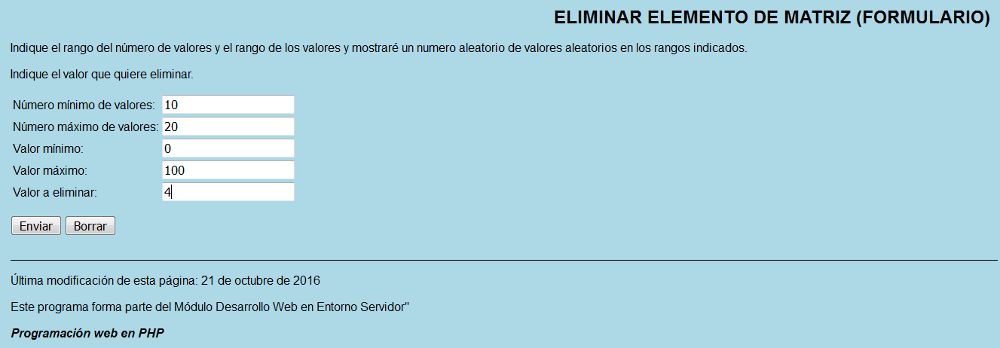 ELIMINAR ELEMENTO DE MATRIZ (FORMULARIO)
Indique el rango del número de valores y el rango de los valores y mostraré un numero aleatorio de valores aleatorios en los rangos indicados.
Indique el valor que quiere eliminar.
Número mínimo de valores: 10
Número máximo de valores: 20
Valor mínimo: 0
Valor máximo: 100
Valor a eliminar: 4
Enviar Borrar
Última modificación de esta página: 21 de octubre de 2016
Este programa forma parte del Módulo Desarrollo Web en Entorno Servidor"
Programación web en PHP